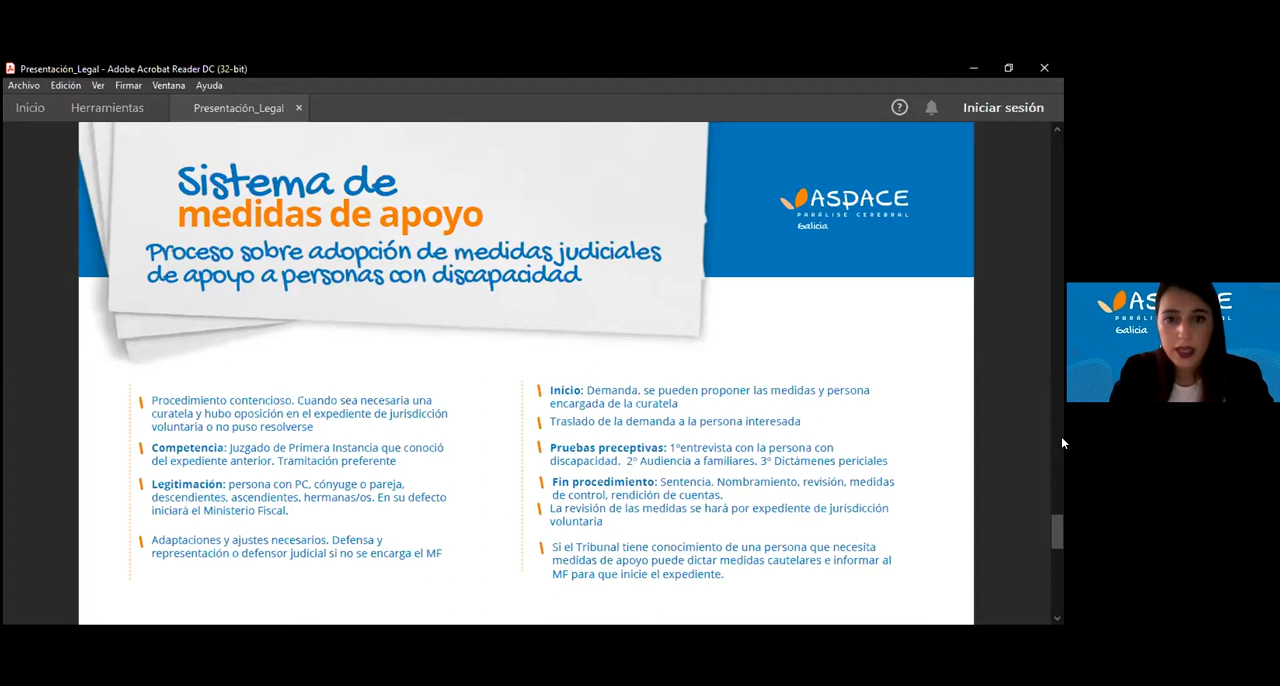 Presentación_Legal - Adobe Acrobat Reader DC (32-bit)
Archivo Edición Ver Firmar Ventana Ayuda
Inicio Herramientas Presentación_Legal × Iniciar sesión
Sistema de
medidas de apoyo
Proceso sobre adopción de medidas judiciales
de apoyo a personas con discapacidad
ASPACE
PARÁLISE CEREBRAL
Galicia
Procedimiento contencioso. Cuando sea necesaria una
curatela y hubo oposición en el expediente de jurisdicción
voluntaria o no puso resolverse
Competencia: Juzgado de Primera Instancia que conoció
del expediente anterior. Tramitación preferente
Legitimación: persona con PC, cónyuge o pareja,
descendientes, ascendientes, hermanas/os. En su defecto
iniciará el Ministerio Fiscal.
Adaptaciones y ajustes necesarios. Defensa y
representación o defensor judicial si no se encarga el MF
Inicio: Demanda. se pueden proponer las medidas y persona
encargada de la curatela
Traslado de la demanda a la persona interesada
Pruebas preceptivas: 1ºentrevista con la persona con
discapacidad. 2º Audiencia a familiares. 3º Dictámenes periciales
Fin procedimiento: Sentencia. Nombramiento, revisión, medidas
de control, rendición de cuentas.
La revisión de las medidas se hará por expediente de jurisdicción
voluntaria
Si el Tribunal tiene conocimiento de una persona que necesita
medidas de apoyo puede dictar medidas cautelares e informar al
MF para que inicie el expediente.
Galicia